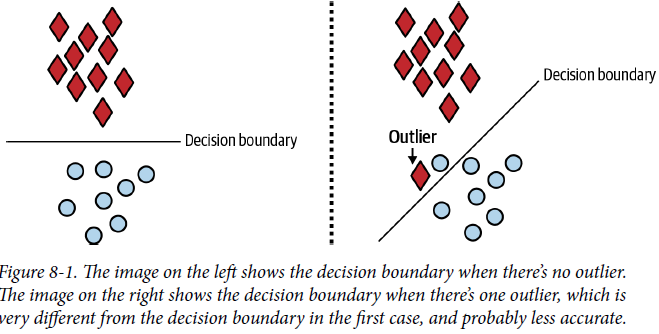 Decision boundary
Decision boundary
Outlier
Figure 8-1. The image on the left shows the decision boundary when there's no outlier.
The image on the right shows the decision boundary when there's one outlier, which is
very different from the decision boundary in the first case, and probably less accurate.